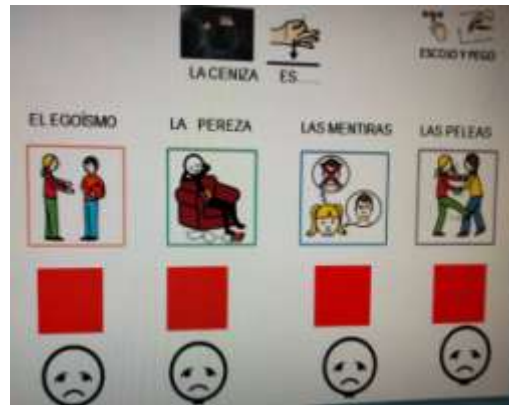 LA CENIZA ES.....
ESCOJO Y PEGO
EL EGOÍSMO
LA PEREZA
LAS MENTIRAS
LAS PELEAS